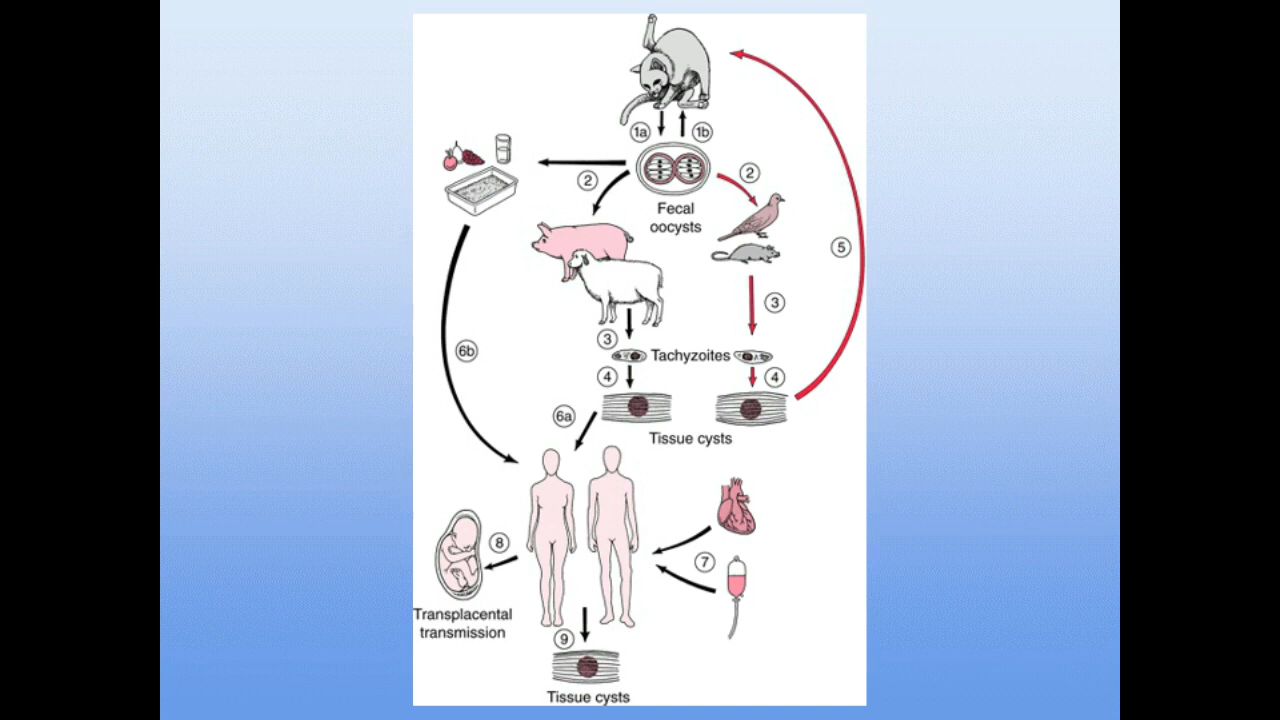 1a
1b
2
2
Fecal
oocysts
5
3
3
Tachyzoites
6b
4
4
6a
Tissue cysts
8
7
Transplacental
transmission
9
Tissue cysts